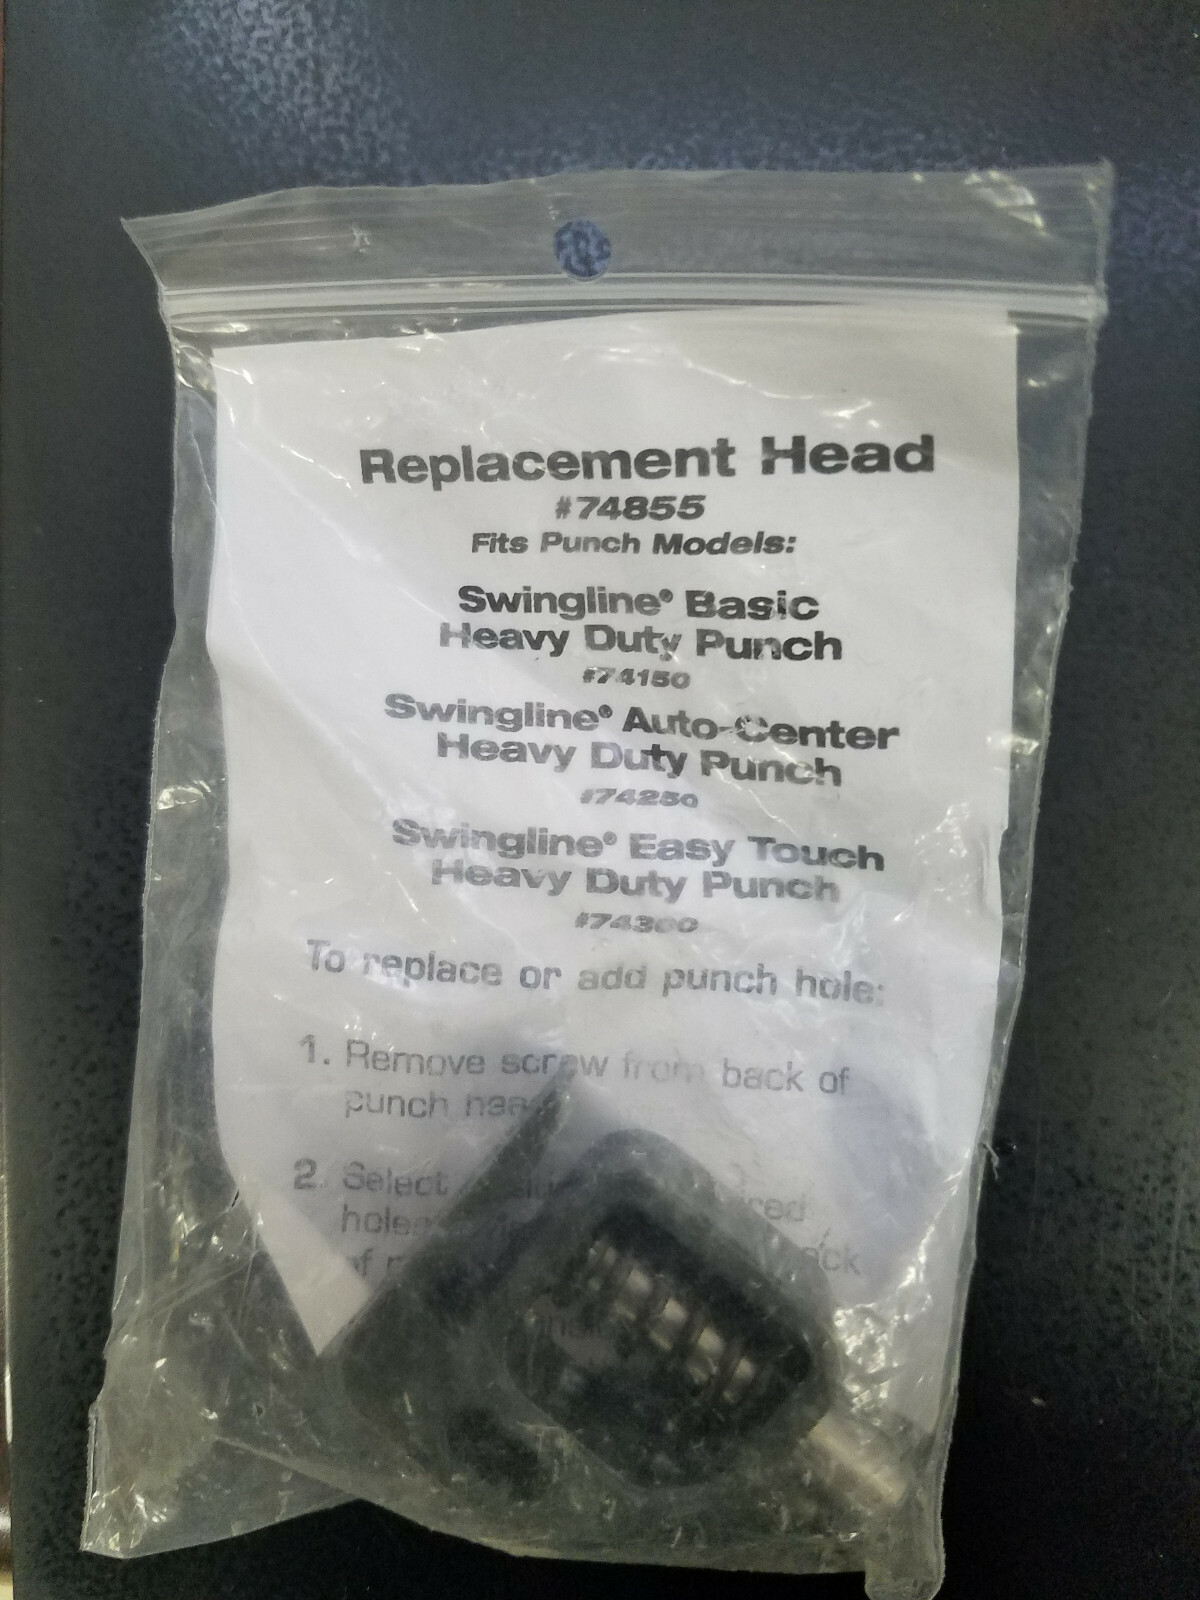 Replacement Head
#74855
Fits Punch Models:
Swingline® Basic
Heavy Duty Punch
#74150
Swingline® Auto-Center
Heavy Duty Punch
#74250
Swingline® Easy Touch
Heavy Duty Punch
#74300
To replace or add punch hole:
1. Remove screw from back of
punch
2. Select
of